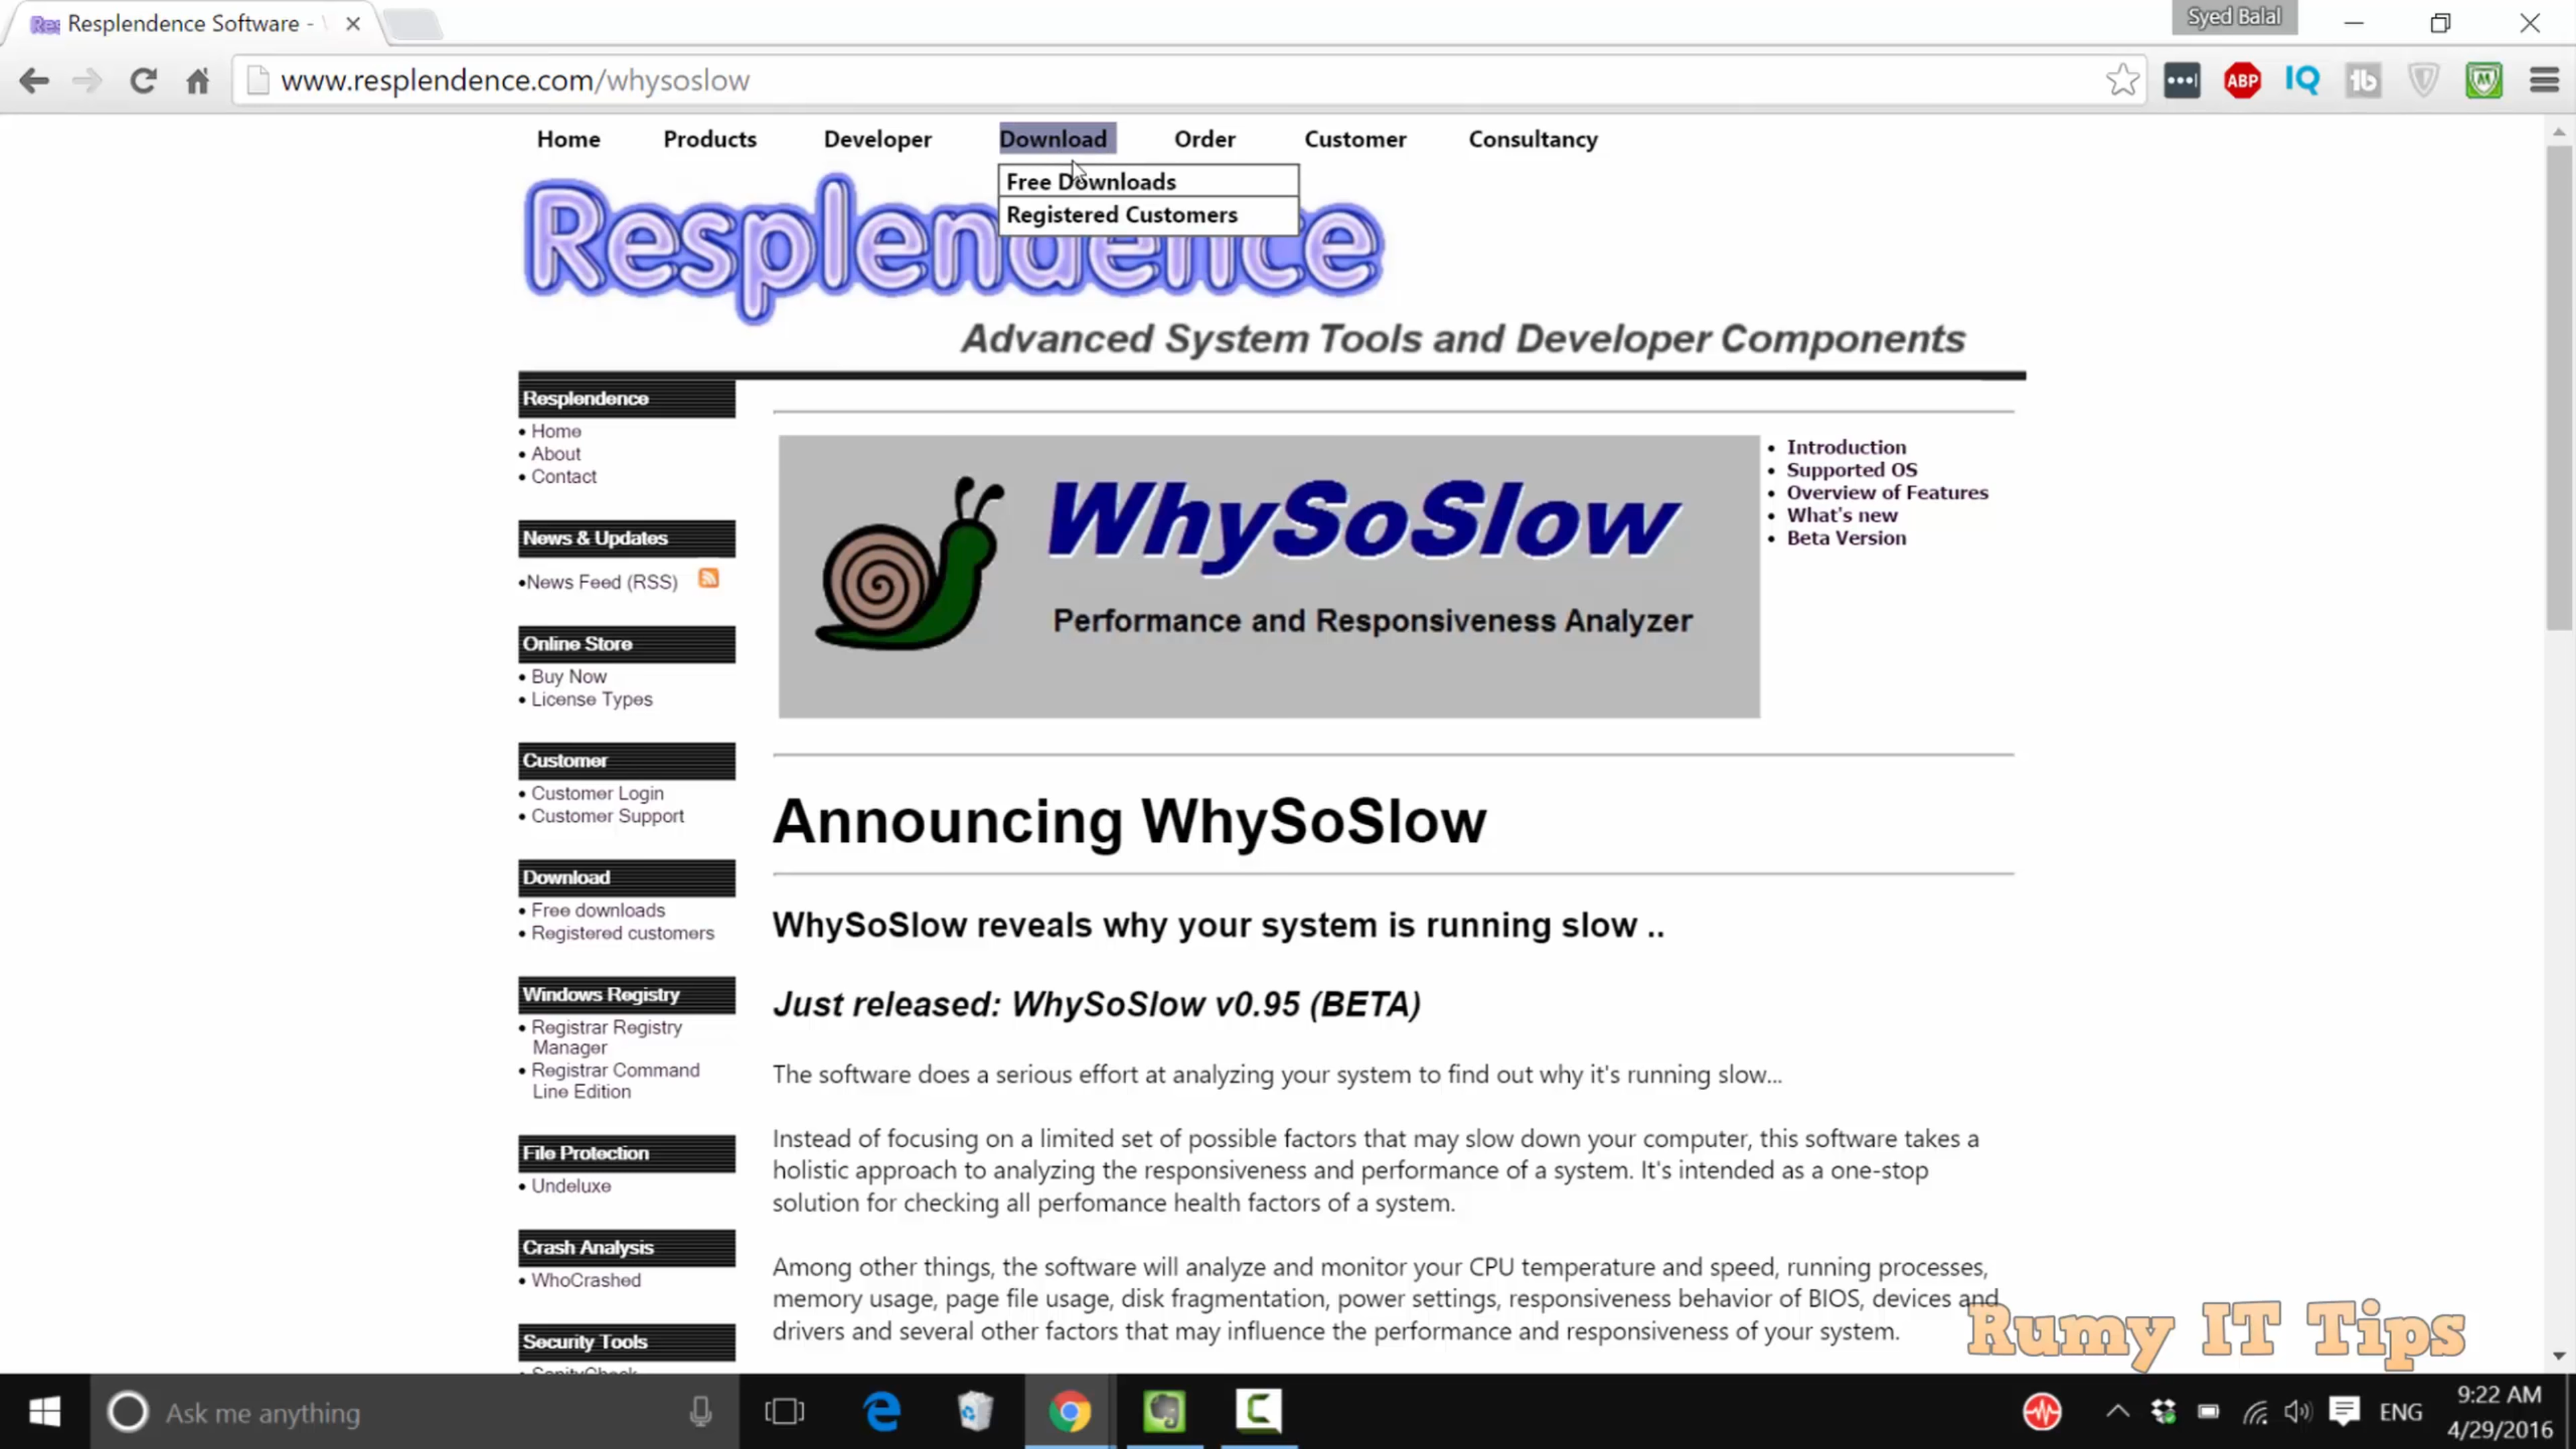 Resplendence Software -
Syed Balal
www.resplendence.com/whysoslow
ABP
IQ
Home Products Developer Download Order Customer Consultancy
Free Downloads
Registered Customers
Resplendence
Advanced System Tools and Developer Components
Resplendence
• Home
• About
• Contact
News & Updates
•News Feed (RSS)
Online Store
• Buy Now
• License Types
Customer
• Customer Login
• Customer Support
Download
• Free downloads
• Registered customers
Windows Registry
• Registrar Registry
Manager
• Registrar Command
Line Edition
File Protection
• Undeluxe
Crash Analysis
• WhoCrashed
Security Tools
WhySoSlow
Performance and Responsiveness Analyzer
• Introduction
• Supported OS
• Overview of Features
• What's new
• Beta Version
Announcing WhySoSlow
WhySoSlow reveals why your system is running slow ..
Just released: WhySoSlow v0.95 (BETA)
The software does a serious effort at analyzing your system to find out why it's running slow...
Instead of focusing on a limited set of possible factors that may slow down your computer, this software takes a
holistic approach to analyzing the responsiveness and performance of a system. It's intended as a one-stop
solution for checking all perfomance health factors of a system.
Among other things, the software will analyze and monitor your CPU temperature and speed, running processes,
memory usage, page file usage, disk fragmentation, power settings, responsiveness behavior of BIOS, devices and
drivers and several other factors that may influence the performance and responsiveness of your system.
Rumy IT Tips
Ask me anything
ENG
9:22 AM
4/29/2016